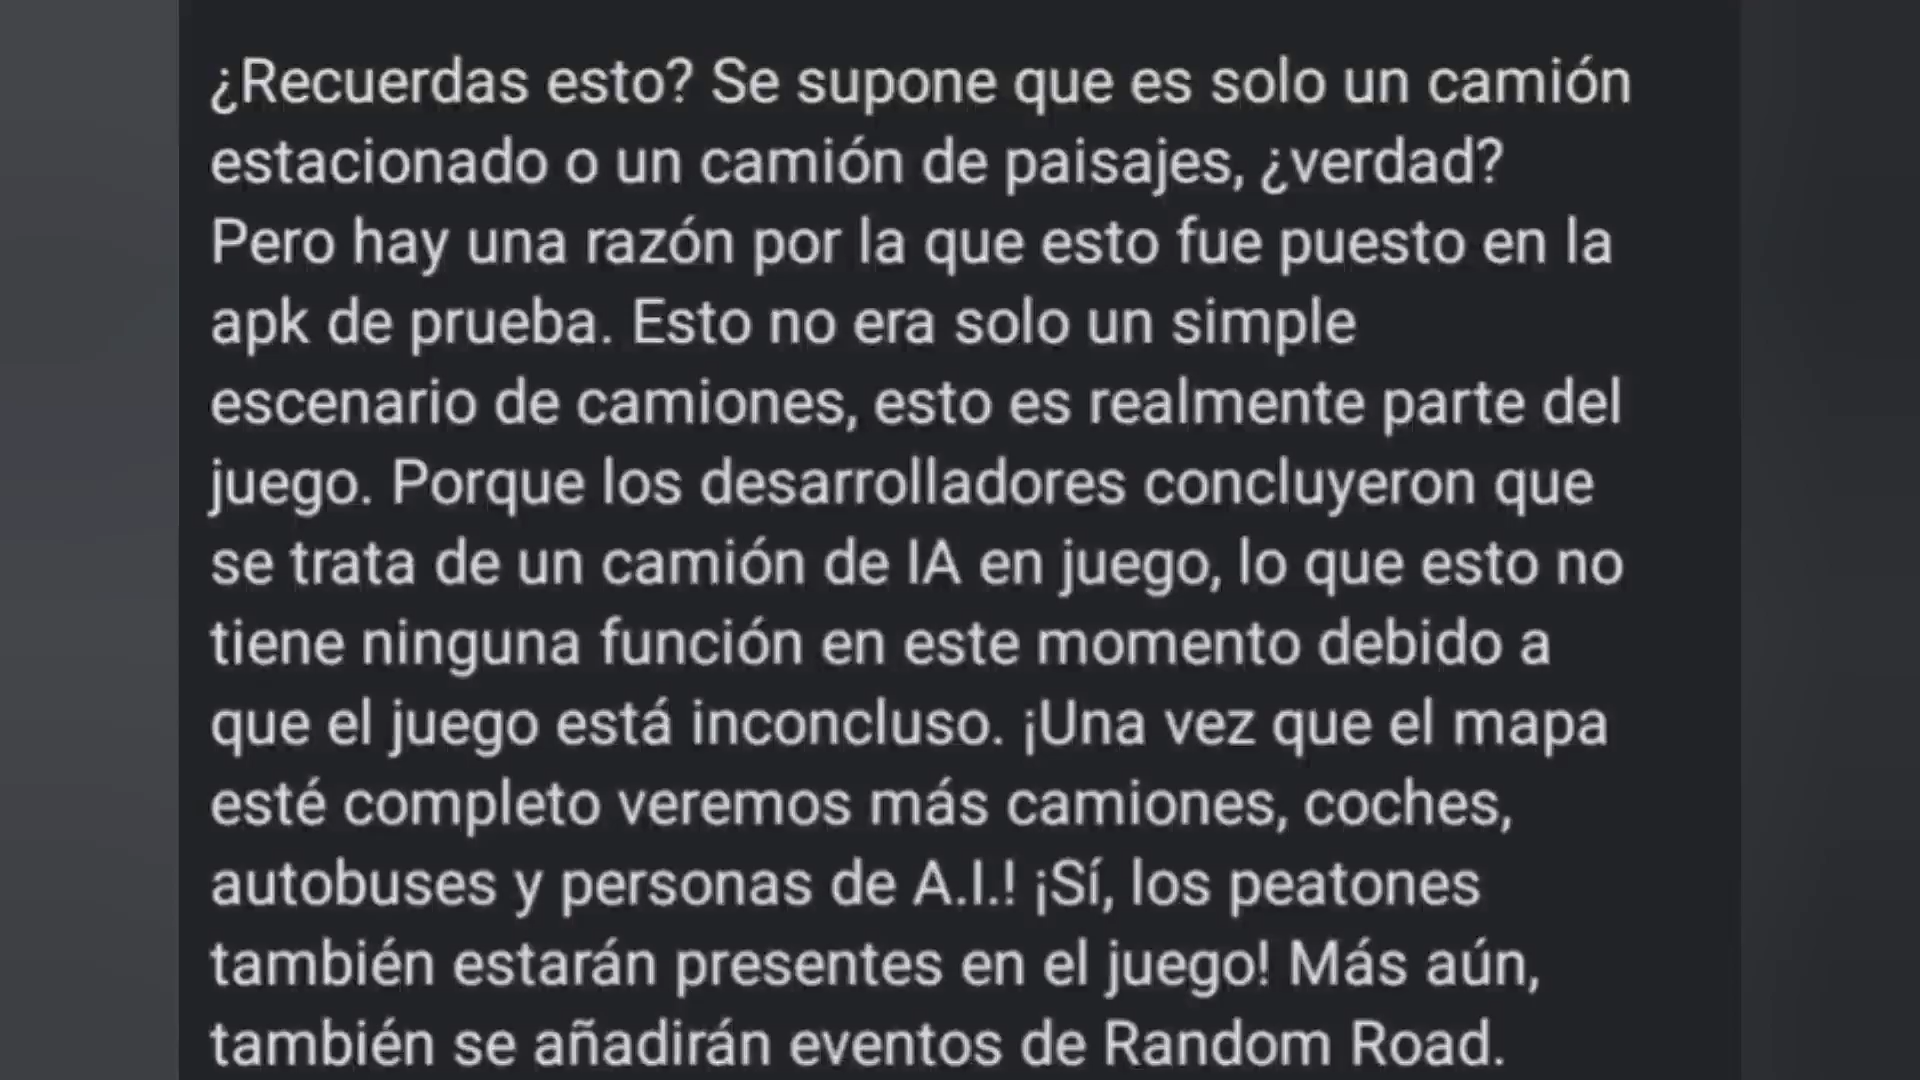 ¿Recuerdas esto? Se supone que es solo un camión
estacionado o un camión de paisajes, ¿verdad?
Pero hay una razón por la que esto fue puesto en la
apk de prueba. Esto no era solo un simple
escenario de camiones, esto es realmente parte del
juego. Porque los desarrolladores concluyeron que
se trata de un camión de IA en juego, lo que esto no
tiene ninguna función en este momento debido a
que el juego está inconcluso. ¡Una vez que el mapa
esté completo veremos más camiones, coches,
autobuses y personas de A.I.! ¡Sí, los peatones
también estarán presentes en el juego! Más aún,
también se añadirán eventos de Random Road.